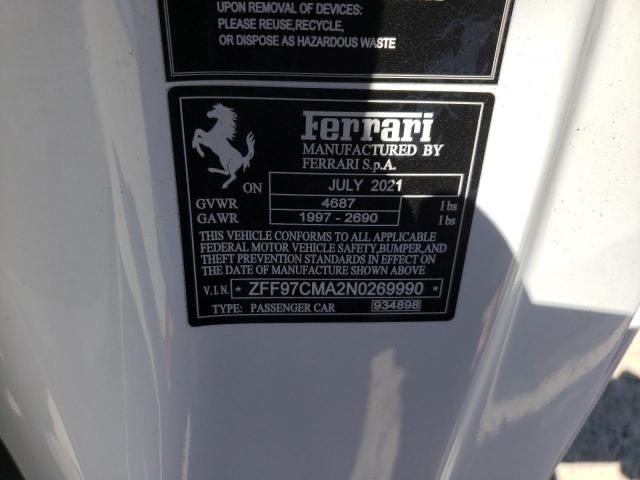 UPON REMOVAL OF DEVICES:
PLEASE REUSE,RECYCLE,
OR DISPOSE AS HAZARDOUS WASTE
Ferrari
MANUFACTURED BY
FERRARI S.p.A.
ON JULY 2021
GVWR 4687 lbs
GAWR 1997 - 2690 lbs
THIS VEHICLE CONFORMS TO ALL APPLICABLE
FEDERAL MOTOR VEHICLE SAFETY,BUMPER,AND
THEFT PREVENTION STANDARDS IN EFFECT ON
THE DATE OF MANUFACTURE SHOWN ABOVE
V.I.N. * ZFF97CMA2N0269990 *
TYPE: PASSENGER CAR 934898